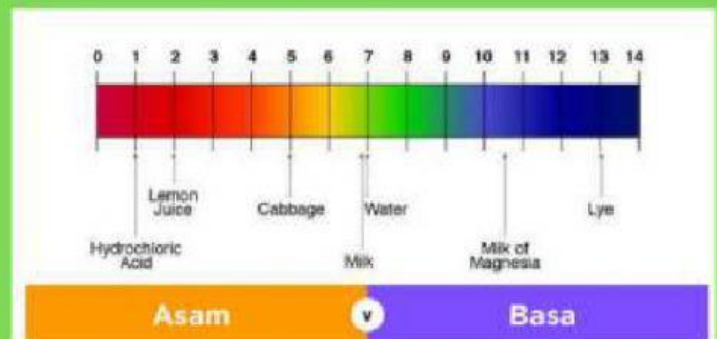 0 1 2 3 4 5 6 7 8 9 10 11 12 13 14
Lemon
Juice
Cabbage
Water
Lye
Hydrochloric
Acid
Milk
Milk of
Magnesia
Asam v Basa